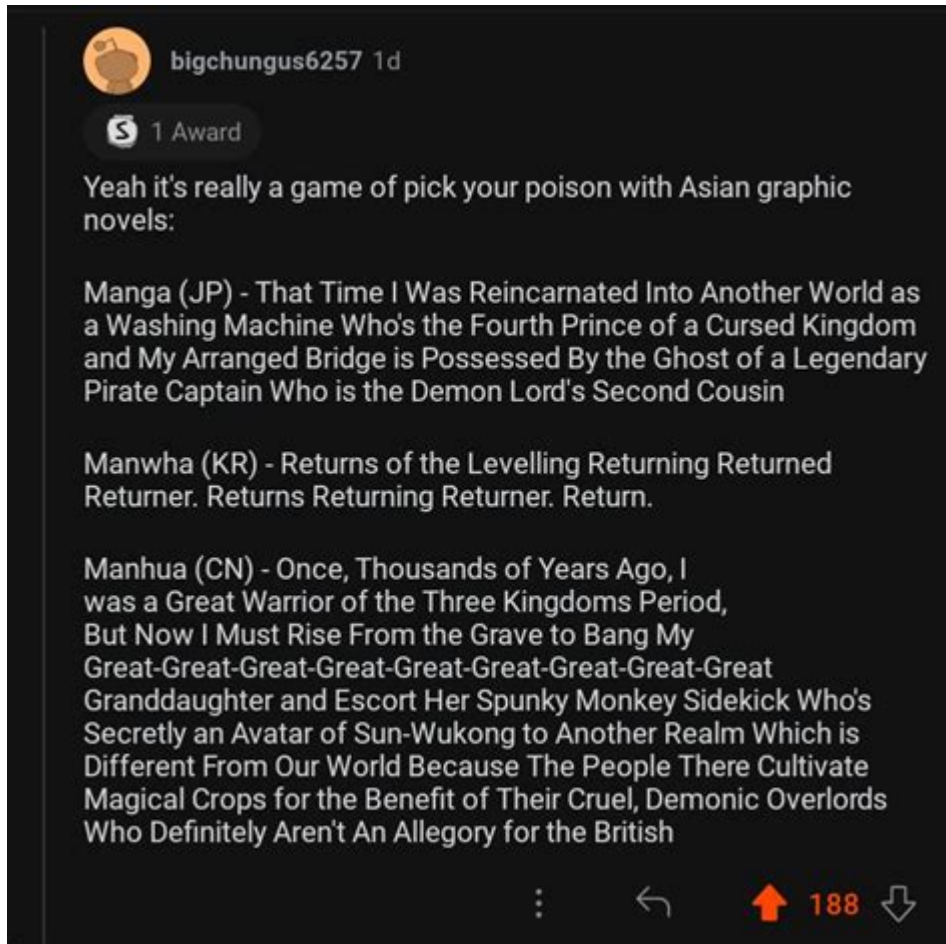 bigchungus6257 1d
1 Award
Yeah it's really a game of pick your poison with Asian graphic
novels:
Manga (JP) - That Time I Was Reincarnated Into Another World as
a Washing Machine Who's the Fourth Prince of a Cursed Kingdom
and My Arranged Bridge is Possessed By the Ghost of a Legendary
Pirate Captain Who is the Demon Lord's Second Cousin
Manwha (KR) - Returns of the Levelling Returning Returned
Returner. Returns Returning Returner. Return.
Manhua (CN) - Once, Thousands of Years Ago, I
was a Great Warrior of the Three Kingdoms Period,
But Now I Must Rise From the Grave to Bang My
Great-Great-Great-Great-Great-Great-Great-Great-Great
Granddaughter and Escort Her Spunky Monkey Sidekick Who's
Secretly an Avatar of Sun-Wukong to Another Realm Which is
Different From Our World Because The People There Cultivate
Magical Crops for the Benefit of Their Cruel, Demonic Overlords
Who Definitely Aren't An Allegory for the British
188